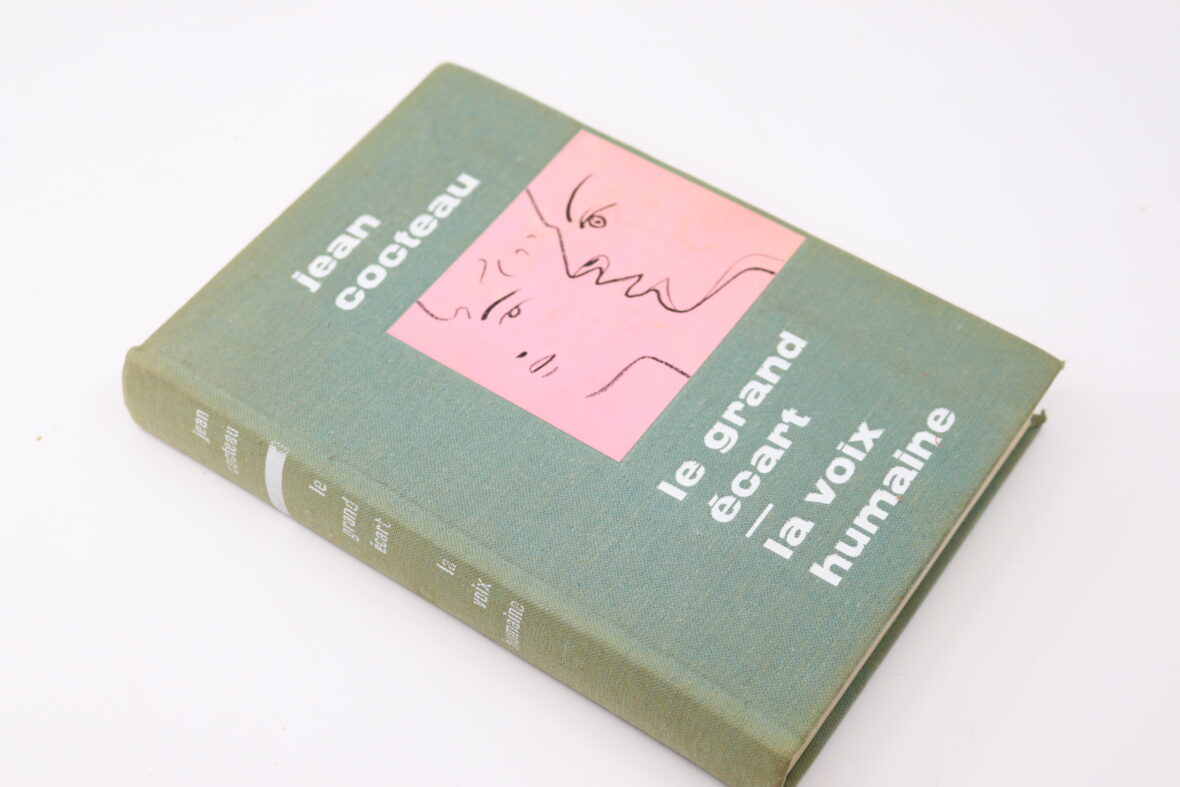 jean
cocteau
le grand
écart
la voix
humaine
jean
cocteau
le
grand
écart
la
voix
humaine